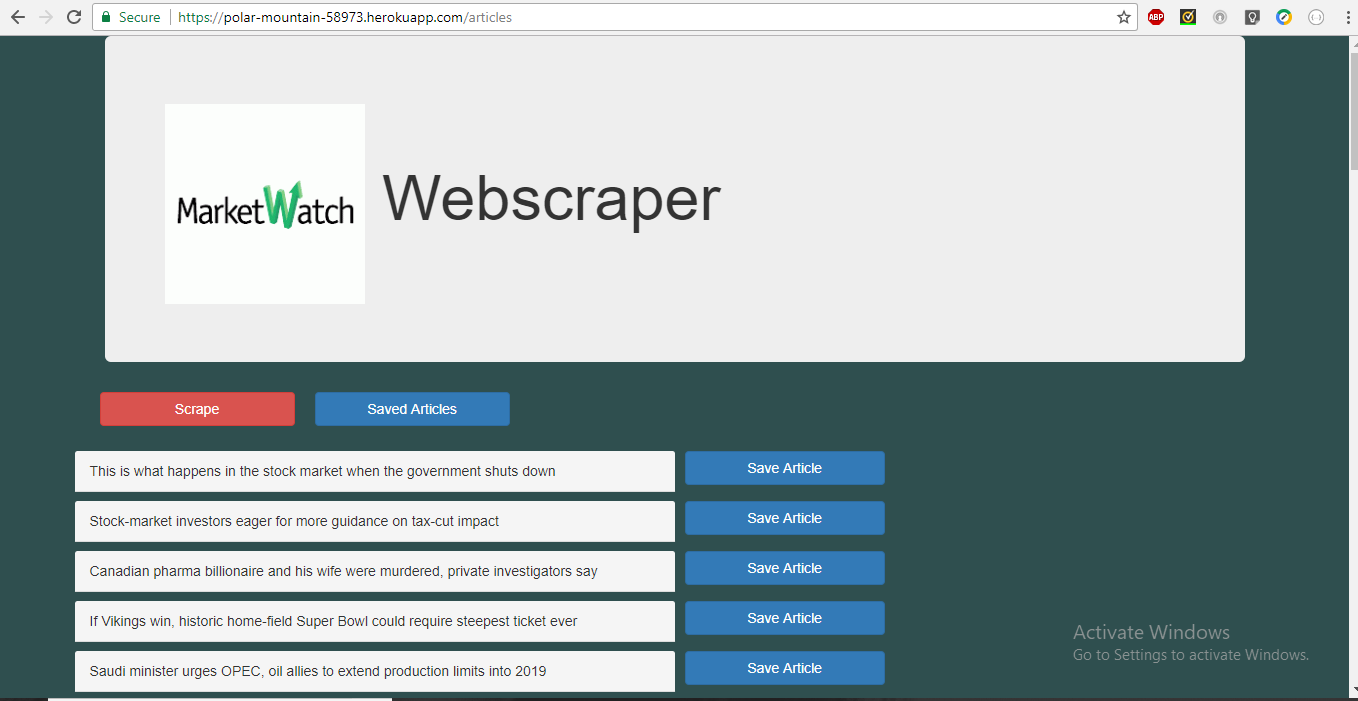 Secure
https://polar-mountain-58973.herokuapp.com/articles
ABP
MarketWatch
Webscraper
Scrape
Saved Articles
This is what happens in the stock market when the government shuts down
Save Article
Stock-market investors eager for more guidance on tax-cut impact
Save Article
Canadian pharma billionaire and his wife were murdered, private investigators say
Save Article
If Vikings win, historic home-field Super Bowl could require steepest ticket ever
Save Article
Saudi minister urges OPEC, oil allies to extend production limits into 2019
Save Article
Activate Windows
Go to Settings to activate Windows.